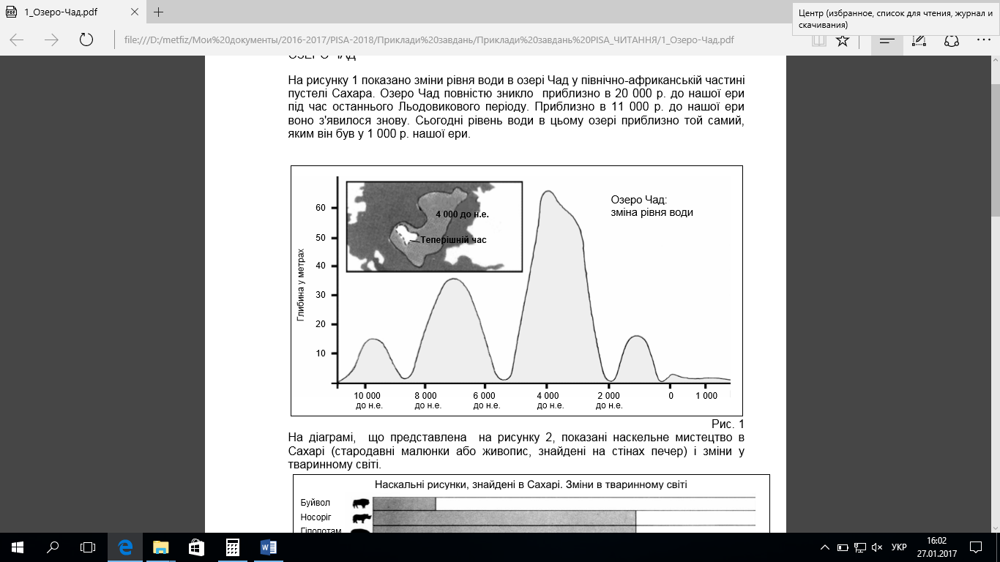 1_Озеро-Чад.pdf
Центр (избранное, список для чтения, журнал и
скачивания)
file:///D:/metfiz/Мои%20документы/2016-2017/PISA-2018/Приклади%20завдань/Приклади%20завдань%20PISA_ЧИТАННЯ/1_Озеро-Чад.pdf
ОЗЕРО ЧАД
На рисунку 1 показано зміни рівня води в озері Чад у північно-африканській частині
пустелі Сахара. Озеро Чад повністю зникло приблизно в 20 000 р. до нашої ери
під час останнього Льодовикового періоду. Приблизно в 11 000 р. до нашої ери
воно з'явилося знову. Сьогодні рівень води в цьому озері приблизно той самий,
яким він був у 1 000 р. нашої ери.
Озеро Чад:
зміна рівня води
4 000 до н.е.
Теперішній час
Глибина у метрах
60
50
40
30
20
10
10 000 8 000 6 000 4 000 2 000 0 1 000
до н.е. до н.е. до н.е. до н.е. до н.е.
Рис. 1
На діаграмі, що представлена на рисунку 2, показані наскельне мистецтво в
Сахарі (стародавні малюнки або живопис, знайдені на стінах печер) і зміни у
тваринному світі.
Наскальні рисунки, знайдені в Сахарі. Зміни в тваринному світі
Буйвол
Носоріг
Гіпопотам
УКР
16:02
27.01.2017